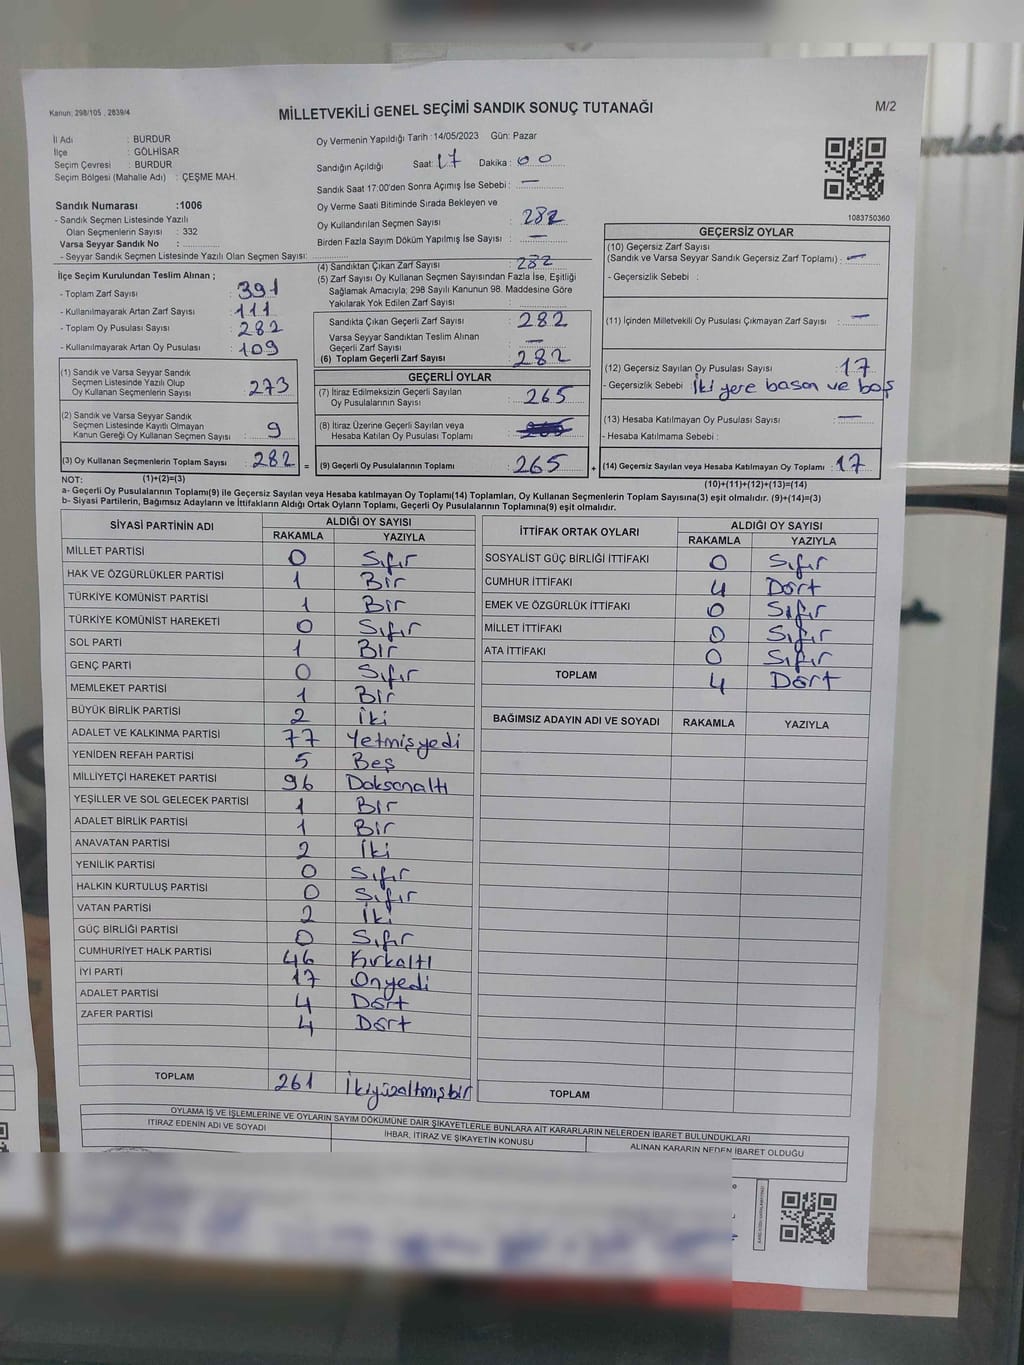 Kanun: 298/105 , 2839/4
MİLLETVEKİLİ GENEL SEÇİMİ SANDIK SONUÇ TUTANAĞI
M/2
İl Adı : BURDUR
İlçe : GÖLHİSAR
Seçim Çevresi : BURDUR
Seçim Bölgesi (Mahalle Adı) : ÇEŞME MAH.
Sandık Numarası :1006
- Sandık Seçmen Listesinde Yazılı
Olan Seçmenlerin Sayısı : 332
Varsa Seyyar Sandık No :
- Seyyar Sandık Seçmen Listesinde Yazılı Olan Seçmen Sayısı:
Oy Vermenin Yapıldığı Tarih : 14/05/2023 Gün: Pazar
Sandığın Açıldığı Saat: 17 Dakika : 00
Sandık Saat 17:00'den Sonra Açımış İse Sebebi : —
Oy Verme Saati Bitiminde Sırada Bekleyen ve
Oy Kullandırılan Seçmen Sayısı : 282
Birden Fazla Sayım Döküm Yapılmış İse Sayısı : —
1083750360
İlçe Seçim Kurulundan Teslim Alınan ;
- Toplam Zarf Sayısı : 391
- Kullanılmayarak Artan Zarf Sayısı : 111
- Toplam Oy Pusulası Sayısı : 282
- Kullanılmayarak Artan Oy Pusulası : 109
(1) Sandık ve Varsa Seyyar Sandık
Seçmen Listesinde Yazılı Olup
Oy Kullanan Seçmenlerin Sayısı : 273
(2) Sandık ve Varsa Seyyar Sandık
Seçmen Listesinde Kayıtlı Olmayan
Kanun Gereği Oy Kullanan Seçmen Sayısı : 9
(3) Oy Kullanan Seçmenlerin Toplam Sayısı : 282 =
(4) Sandıktan Çıkan Zarf Sayısı : 282
(5) Zarf Sayısı Oy Kullanan Seçmen Sayısından Fazla İse, Eşitliği
Sağlamak Amacıyla; 298 Sayılı Kanunun 98. Maddesine Göre
Yakılarak Yok Edilen Zarf Sayısı :
Sandıkta Çıkan Geçerli Zarf Sayısı : 282
Varsa Seyyar Sandıktan Teslim Alınan
Geçerli Zarf Sayısı : —
(6) Toplam Geçerli Zarf Sayısı : 282
GEÇERLİ OYLAR
(7) İtiraz Edilmeksizin Geçerli Sayılan
Oy Pusulalarının Sayısı : 265
(8) İtiraz Üzerine Geçerli Sayılan veya
Hesaba Katılan Oy Pusulası Toplamı :
(9) Geçerli Oy Pusulalarının Toplamı : 265 +
GEÇERSİZ OYLAR
(10) Geçersiz Zarf Sayısı
(Sandık ve Varsa Seyyar Sandık Geçersiz Zarf Toplamı) : —
- Geçersizlik Sebebi :
(11) İçinden Milletvekili Oy Pusulası Çıkmayan Zarf Sayısı : —
(12) Geçersiz Sayılan Oy Pusulası Sayısı : 17
- Geçersizlik Sebebi : İki yere basan ve boş
(13) Hesaba Katılmayan Oy Pusulası Sayısı : —
- Hesaba Katılmama Sebebi :
(14) Geçersiz Sayılan veya Hesaba Katılmayan Oy Toplamı : 17
NOT: (1)+(2)=(3)
(10)+(11)+(12)+(13)=(14)
a- Geçerli Oy Pusulalarının Toplamı(9) ile Geçersiz Sayılan veya Hesaba katılmayan Oy Toplamı(14) Toplamları, Oy Kullanan Seçmenlerin Toplam Sayısına(3) eşit olmalıdır. (9)+(14)=(3)
b- Siyasi Partilerin, Bağımsız Adayların ve İttifakların Aldığı Ortak Oyların Toplamı, Geçerli Oy Pusulalarının Toplamına(9) eşit olmalıdır.
SİYASİ PARTİNİN ADI ALDIĞI OY SAYISI
RAKAMLA YAZIYLA
MİLLET PARTİSİ 0 Sıfır
HAK VE ÖZGÜRLÜKLER PARTİSİ 1 Bir
TÜRKİYE KOMÜNİST PARTİSİ 1 Bir
TÜRKİYE KOMÜNİST HAREKETİ 0 Sıfır
SOL PARTİ 1 Bir
GENÇ PARTİ 0 Sıfır
MEMLEKET PARTİSİ 1 Bir
BÜYÜK BİRLİK PARTİSİ 2 İki
ADALET VE KALKINMA PARTİSİ 77 Yetmişyedi
YENİDEN REFAH PARTİSİ 5 Beş
MİLLİYETÇİ HAREKET PARTİSİ 96 Doksanaltı
YEŞİLLER VE SOL GELECEK PARTİSİ 1 Bir
ADALET BİRLİK PARTİSİ 1 Bir
ANAVATAN PARTİSİ 2 İki
YENİLİK PARTİSİ 0 Sıfır
HALKIN KURTULUŞ PARTİSİ 0 Sıfır
VATAN PARTİSİ 2 İki
GÜÇ BİRLİĞİ PARTİSİ 0 Sıfır
CUMHURİYET HALK PARTİSİ 46 Kırkaltı
İYİ PARTİ 17 Onyedi
ADALET PARTİSİ 4 Dört
ZAFER PARTİSİ 4 Dört
TOPLAM 261 İkiyüzaltmışbir
İTTİFAK ORTAK OYLARI ALDIĞI OY SAYISI
RAKAMLA YAZIYLA
SOSYALİST GÜÇ BİRLİĞİ İTTİFAKI 0 Sıfır
CUMHUR İTTİFAKI 4 Dört
EMEK VE ÖZGÜRLÜK İTTİFAKI 0 Sıfır
MİLLET İTTİFAKI 0 Sıfır
ATA İTTİFAKI 0 Sıfır
TOPLAM 4 Dört
BAĞIMSIZ ADAYIN ADI VE SOYADI RAKAMLA YAZIYLA
TOPLAM
OYLAMA İŞ VE İŞLEMLERİNE VE OYLARIN SAYIM DÖKÜMÜNE DAİR ŞİKAYETLERLE BUNLARA AİT KARARLARIN NELERDEN İBARET BULUNDUKLARI
İTİRAZ EDENİN ADI VE SOYADI İHBAR, İTİRAZ VE ŞİKAYETİN KONUSU ALINAN KARARIN NEDEN İBARET OLDUĞU